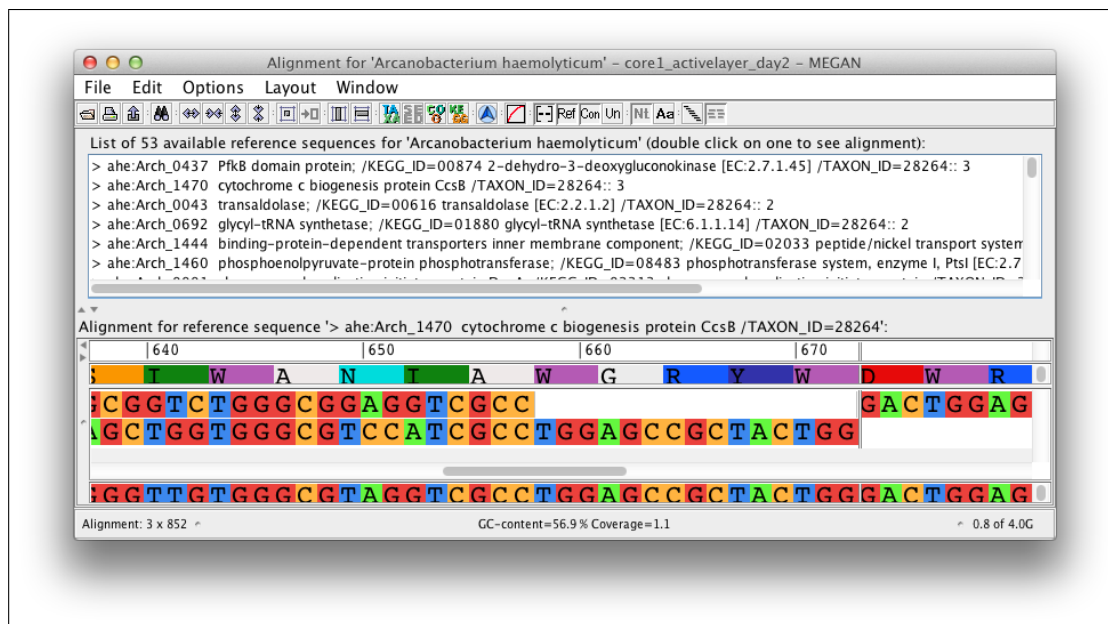 Alignment for 'Arcanobacterium haemolyticum' – core1_activelayer_day2 – MEGAN
File Edit Options Layout Window
Ref Con Un Nt Aa
List of 53 available reference sequences for 'Arcanobacterium haemolyticum' (double click on one to see alignment):
> ahe:Arch_0437 PfkB domain protein; /KEGG_ID=00874 2-dehydro-3-deoxygluconokinase [EC:2.7.1.45] /TAXON_ID=28264:: 3
> ahe:Arch_1470 cytochrome c biogenesis protein CcsB /TAXON_ID=28264:: 3
> ahe:Arch_0043 transaldolase; /KEGG_ID=00616 transaldolase [EC:2.2.1.2] /TAXON_ID=28264:: 2
> ahe:Arch_0692 glycyl-tRNA synthetase; /KEGG_ID=01880 glycyl-tRNA synthetase [EC:6.1.1.14] /TAXON_ID=28264:: 2
> ahe:Arch_1444 binding-protein-dependent transporters inner membrane component; /KEGG_ID=02033 peptide/nickel transport system
> ahe:Arch_1460 phosphoenolpyruvate-protein phosphotransferase; /KEGG_ID=08483 phosphotransferase system, enzyme I, PtsI [EC:2.7
Alignment for reference sequence '> ahe:Arch_1470 cytochrome c biogenesis protein CcsB /TAXON_ID=28264':
|640 |650 |660 |670
S I W A N I A W G R Y W D W R
GCGGTCTGGGCGGAGGTCGCC GACTGGAG
AGCTGGTGGGCGTCCATCGCCTGGAGCCGCTACTGG
GGGTTGTGGGCGTAGGTCGCCTGGAGCCGCTACTGGGACTGGAG
Alignment: 3 x 852 GC-content=56.9 % Coverage=1.1 0.8 of 4.0G